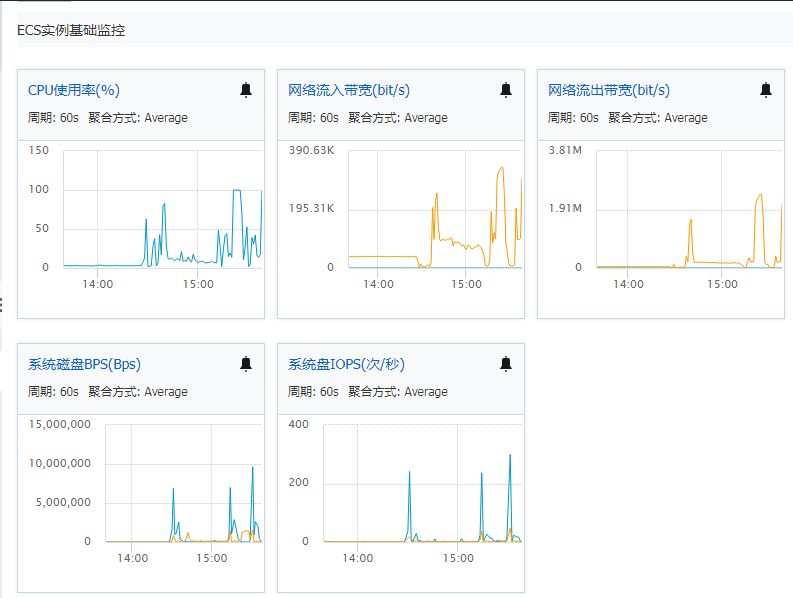 ECS实例基础监控
CPU使用率(%)
周期: 60s 聚合方式: Average
150
100
50
0
14:00
15:00
网络流入带宽(bit/s)
周期: 60s 聚合方式: Average
390.63K
195.31K
0
14:00
15:00
网络流出带宽(bit/s)
周期: 60s 聚合方式: Average
3.81M
1.91M
0
14:00
15:00
系统磁盘BPS(Bps)
周期: 60s 聚合方式: Average
15,000,000
10,000,000
5,000,000
0
14:00
15:00
系统盘IOPS(次/秒)
周期: 60s 聚合方式: Average
400
200
0
14:00
15:00